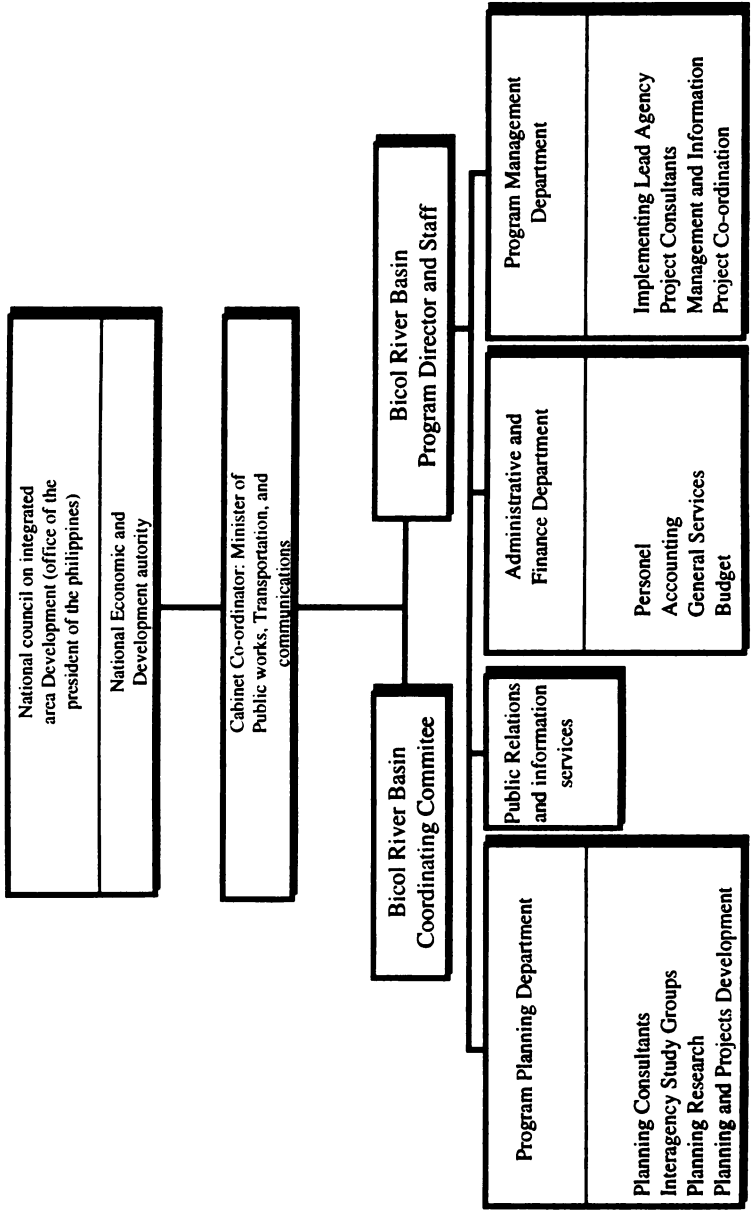 National council on integrated
area Development (office of the
president of the philippines)
National Economic and
Development autority
Cabinet Co-ordinator: Minister of
Public works, Transportation, and
communications
Bicol River Basin
Coordinating Commitee
Bicol River Basin
Program Director and Staff
Program Planning Department
Planning Consultants
Interagency Study Groups
Planning Research
Planning and Projects Development
Public Relations
and information
services
Administrative and
Finance Department
Personel
Accounting
General Services
Budget
Program Management
Department
Implementing Lead Agency
Project Consultants
Management and Information
Project Co-ordination